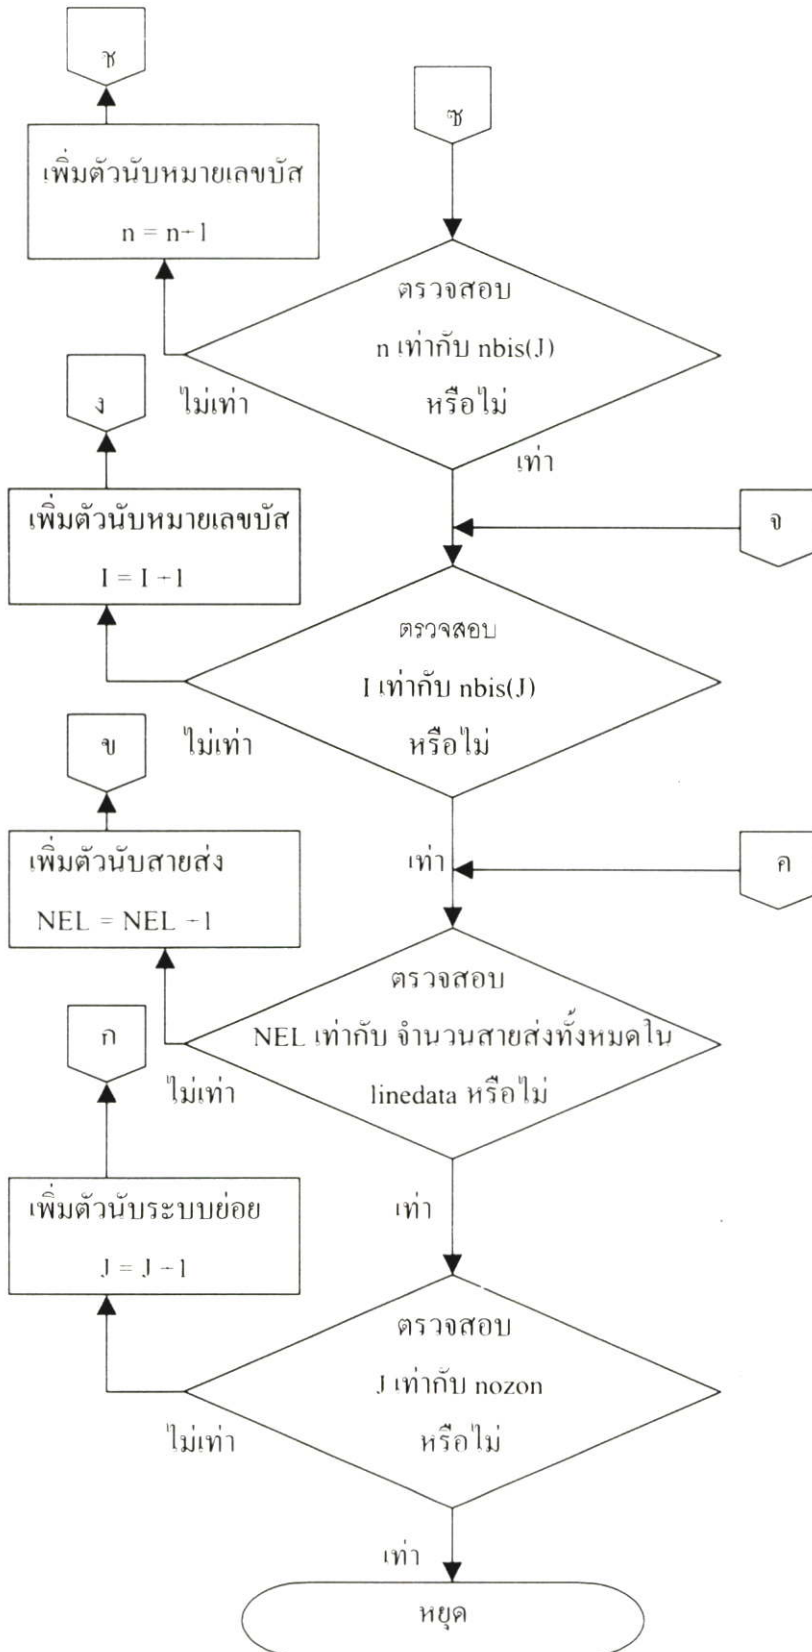 ช
ซ
เพิ่มตัวนับหมายเลขบัส
n = n+1
ตรวจสอบ
n เท่ากับ nbis(J)
หรือไม่
ไม่เท่า
เท่า
ง
เพิ่มตัวนับหมายเลขบัส
I = I +1
จ
ตรวจสอบ
I เท่ากับ nbis(J)
หรือไม่
ไม่เท่า
เท่า
ข
เพิ่มตัวนับสายส่ง
NEL = NEL +1
ค
ตรวจสอบ
NEL เท่ากับ จำนวนสายส่งทั้งหมดใน
linedata หรือไม่
ไม่เท่า
เท่า
ก
เพิ่มตัวนับระบบย่อย
J = J +1
ตรวจสอบ
J เท่ากับ nozon
หรือไม่
ไม่เท่า
เท่า
หยุด